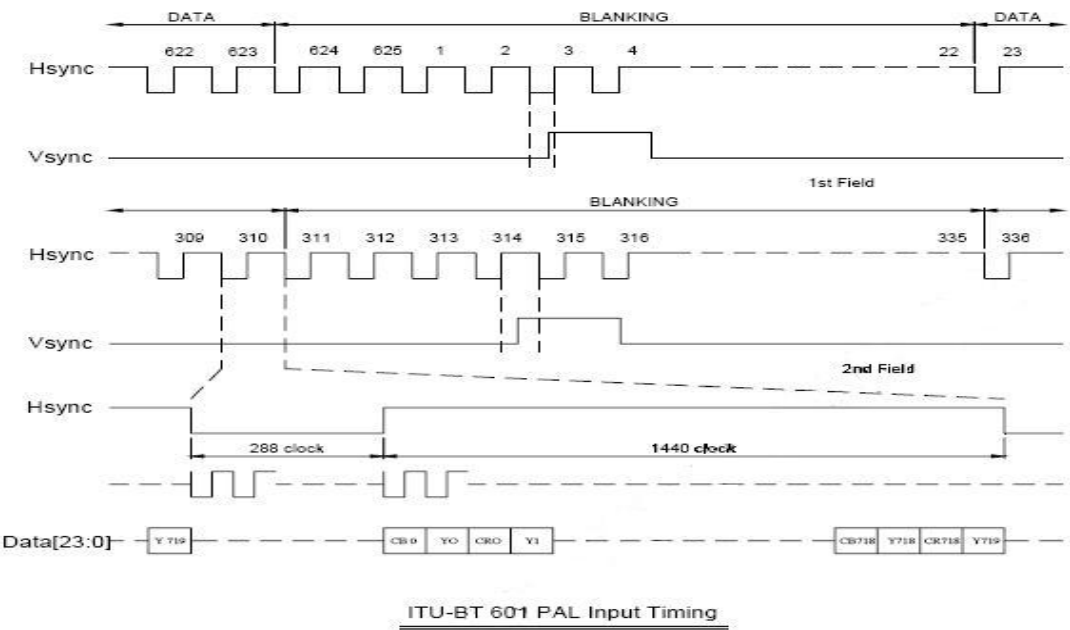 DATA BLANKING DATA
622 623 624 625 1 2 3 4 22 23
Hsync
Vsync
1st Field
BLANKING
309 310 311 312 313 314 315 316 335 336
Hsync
Vsync
2nd Field
Hsync
288 clock 1440 clock
Data[23:0] Y 719 CB 0 YO CRO Y1 CB718 Y718 CR718 Y719
ITU-BT 601 PAL Input Timing